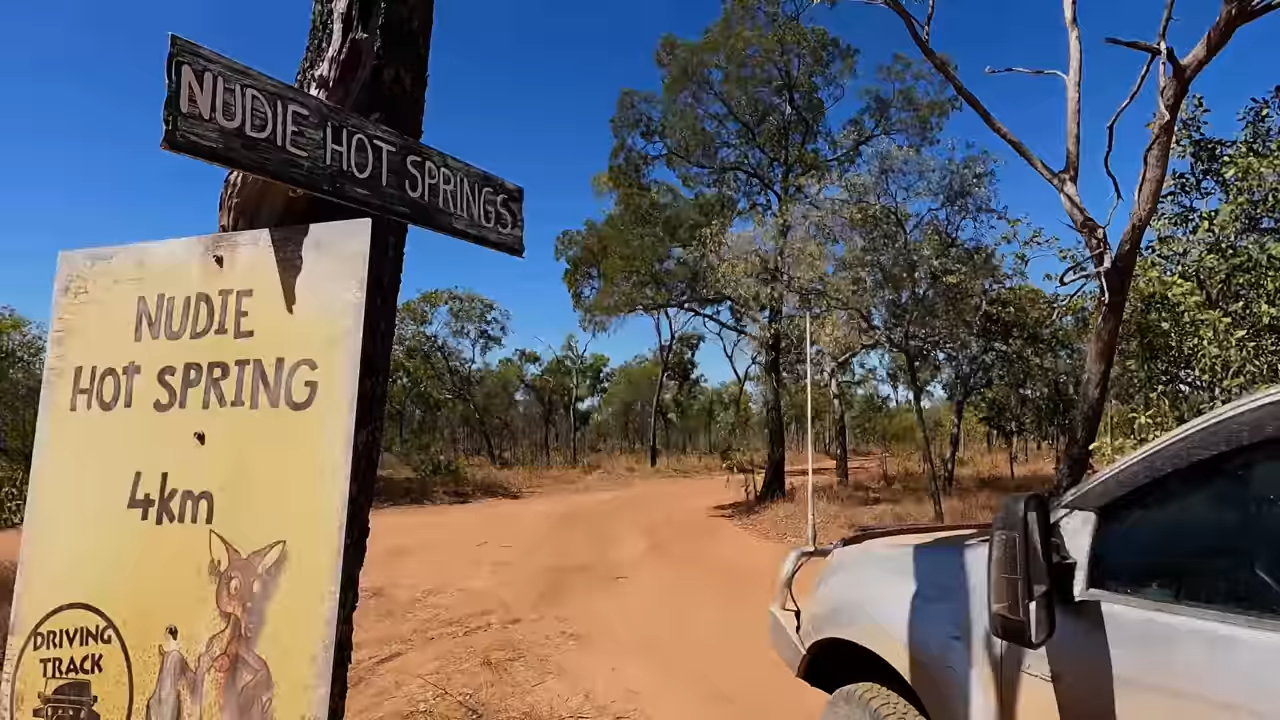 NUDIE HOT SPRINGS
NUDIE
HOT SPRING
4km
DRIVING
TRACK